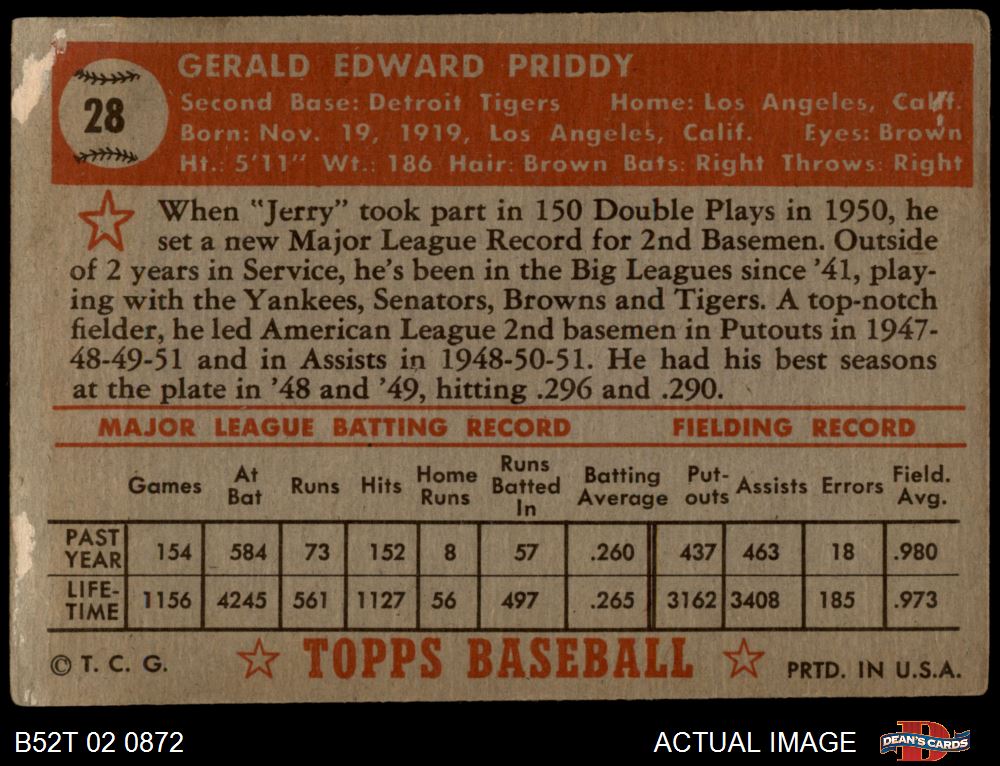 28
GERALD EDWARD PRIDDY
Second Base: Detroit Tigers Home: Los Angeles, Calif.
Born: Nov. 19, 1919, Los Angeles, Calif. Eyes: Brown
Ht.: 5'11" Wt.: 186 Hair: Brown Bats: Right Throws: Right
When "Jerry" took part in 150 Double Plays in 1950, he
set a new Major League Record for 2nd Basemen. Outside
of 2 years in Service, he's been in the Big Leagues since '41, play-
ing with the Yankees, Senators, Browns and Tigers. A top-notch
fielder, he led American League 2nd basemen in Putouts in 1947-
48-49-51 and in Assists in 1948-50-51. He had his best seasons
at the plate in '48 and '49, hitting .296 and .290.
MAJOR LEAGUE BATTING RECORD FIELDING RECORD
Games At Bat Runs Hits Home Runs Runs Batted In Batting Average Put-outs Assists Errors Field. Avg.
PAST YEAR 154 584 73 152 8 57 .260 437 463 18 .980
LIFE-TIME 1156 4245 561 1127 56 497 .265 3162 3408 185 .973
© T. C. G. TOPPS BASEBALL PRTD. IN U.S.A.
B52T 02 0872 ACTUAL IMAGE D DEAN'S CARDS